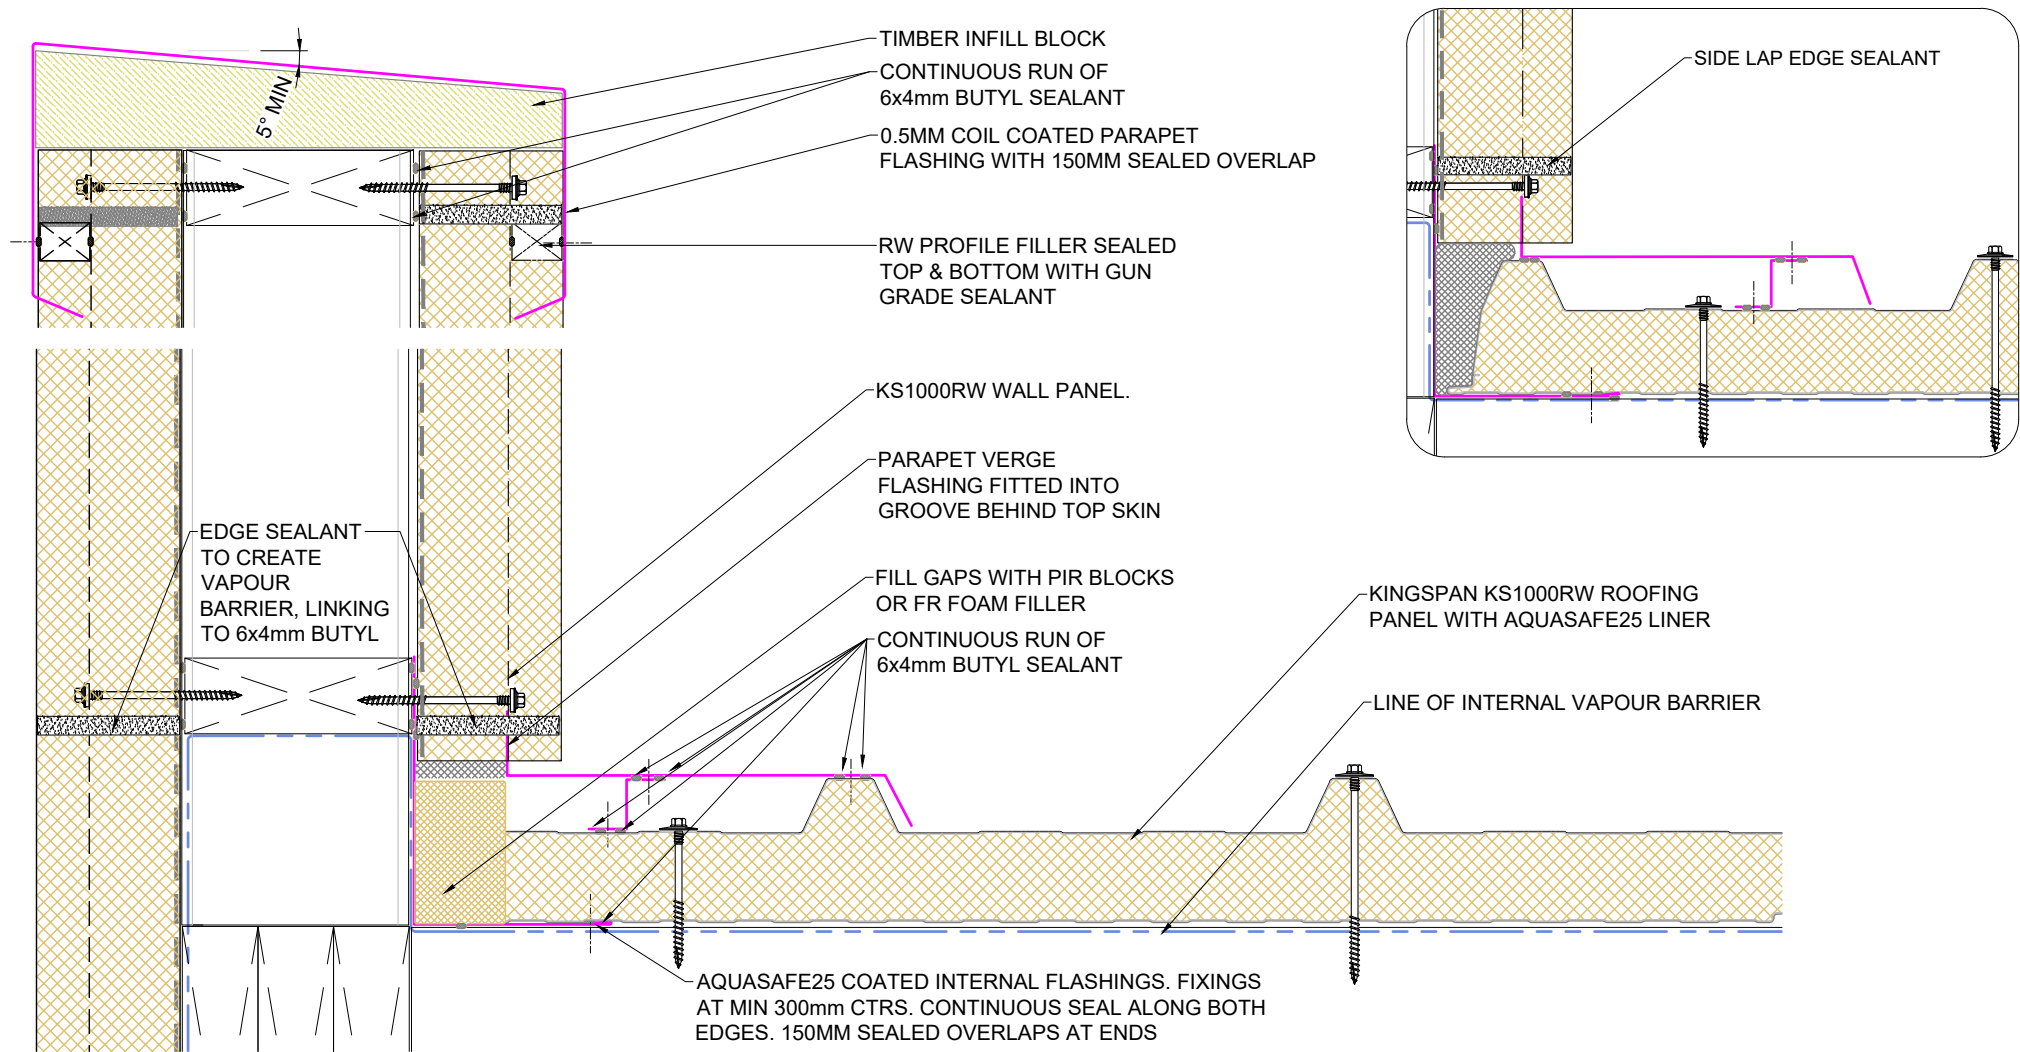 TIMBER INFILL BLOCK
CONTINUOUS RUN OF
6x4mm BUTYL SEALANT
0.5MM COIL COATED PARAPET
FLASHING WITH 150MM SEALED OVERLAP
5° MIN
RW PROFILE FILLER SEALED
TOP & BOTTOM WITH GUN
GRADE SEALANT
SIDE LAP EDGE SEALANT
KS1000RW WALL PANEL.
PARAPET VERGE
FLASHING FITTED INTO
GROOVE BEHIND TOP SKIN
EDGE SEALANT
TO CREATE
VAPOUR
BARRIER, LINKING
TO 6x4mm BUTYL
FILL GAPS WITH PIR BLOCKS
OR FR FOAM FILLER
CONTINUOUS RUN OF
6x4mm BUTYL SEALANT
KINGSPAN KS1000RW ROOFING
PANEL WITH AQUASAFE25 LINER
LINE OF INTERNAL VAPOUR BARRIER
AQUASAFE25 COATED INTERNAL FLASHINGS. FIXINGS
AT MIN 300mm CTRS. CONTINUOUS SEAL ALONG BOTH
EDGES. 150MM SEALED OVERLAPS AT ENDS